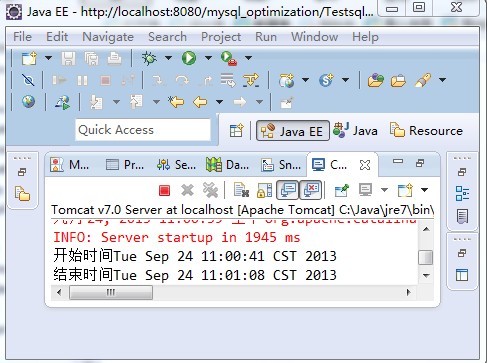 Java EE - http://localhost:8080/mysql_optimization/Testsql...
File Edit Navigate Search Project Run Window Help
Quick Access
Java EE Java Resource
M... Pr... Se... Da... Sn... C...
Tomcat v7.0 Server at localhost [Apache Tomcat] C:\Java\jre7\bin\
INFO: Server startup in 1945 ms
开始时间Tue Sep 24 11:00:41 CST 2013
结束时间Tue Sep 24 11:01:08 CST 2013